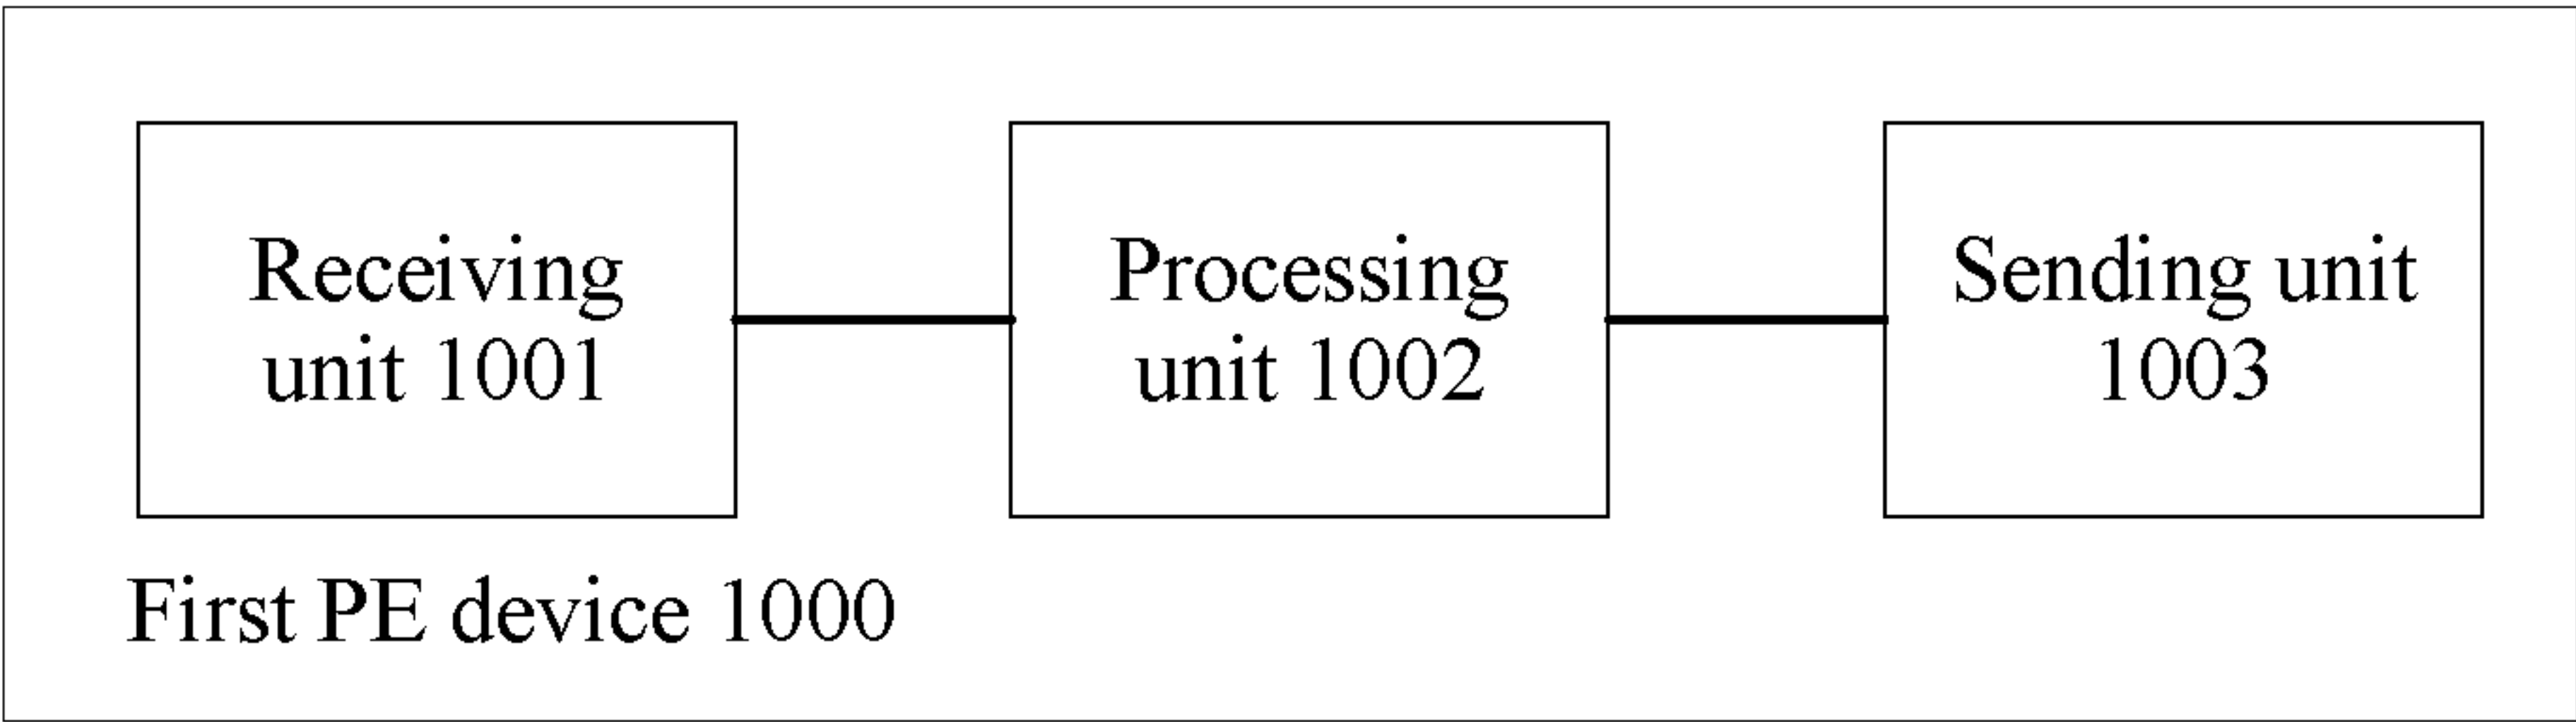 Receiving
unit 1001
Processing
unit 1002
Sending unit
1003
First PE device 1000